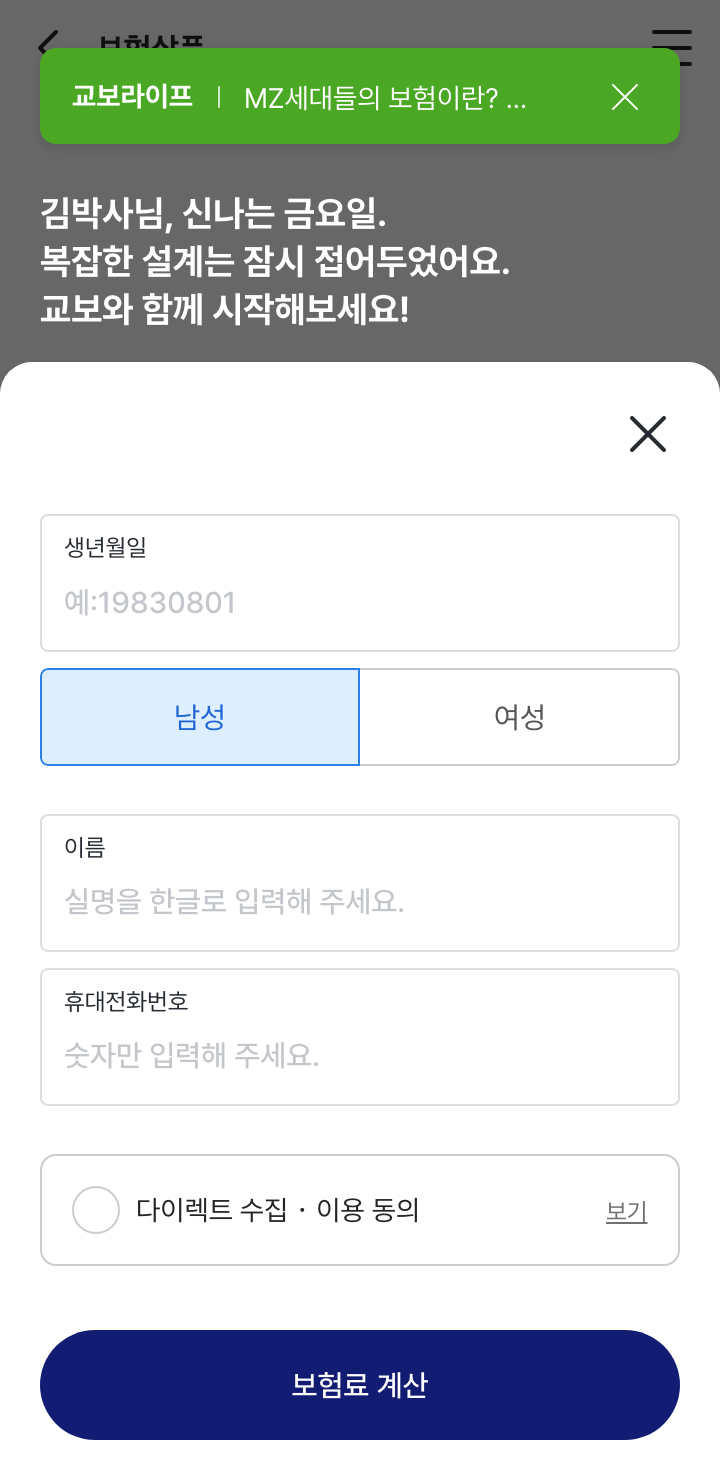 보험상품
교보라이프 | MZ세대들의 보험이란? ...
김박사님, 신나는 금요일.
복잡한 설계는 잠시 접어두었어요.
교보와 함께 시작해보세요!
생년월일
예:19830801
남성 여성
이름
실명을 한글로 입력해 주세요.
휴대전화번호
숫자만 입력해 주세요.
다이렉트 수집 · 이용 동의 보기
보험료 계산